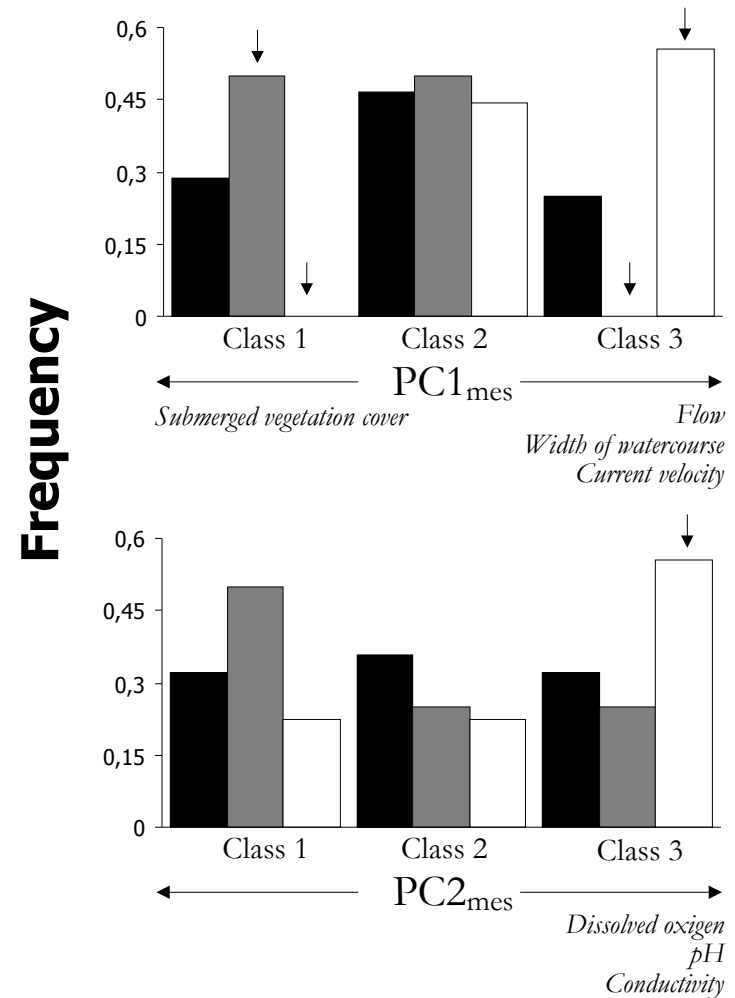 Frequency
0,6
0,45
0,3
0,15
0
Class 1 Class 2 Class 3
PC1mes
Submerged vegetation cover
Flow
Width of watercourse
Current velocity
0,6
0,45
0,3
0,15
0
Class 1 Class 2 Class 3
PC2mes
Dissolved oxigen
pH
Conductivity